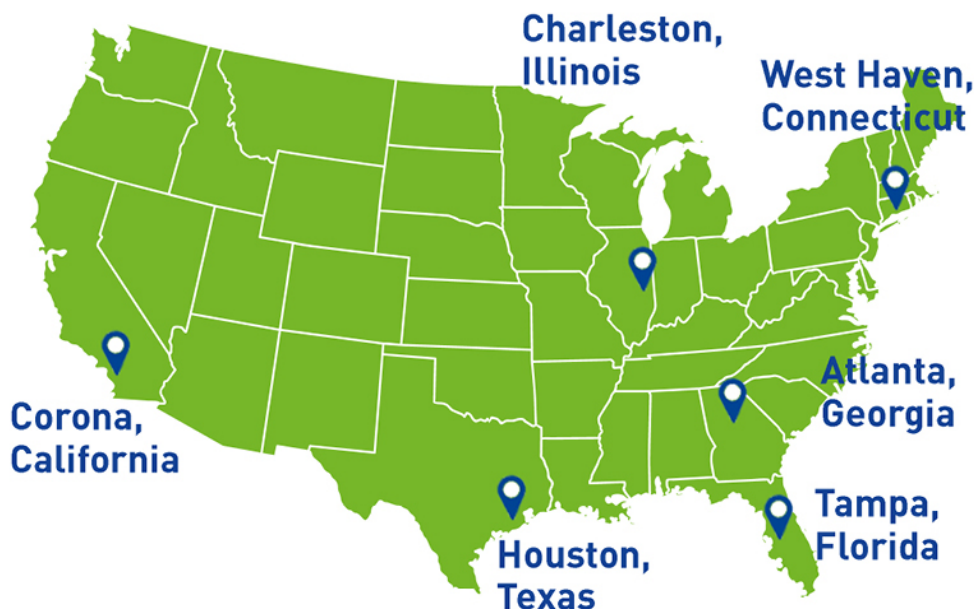 Charleston,
Illinois
West Haven,
Connecticut
Atlanta,
Georgia
Corona,
California
Tampa,
Florida
Houston,
Texas